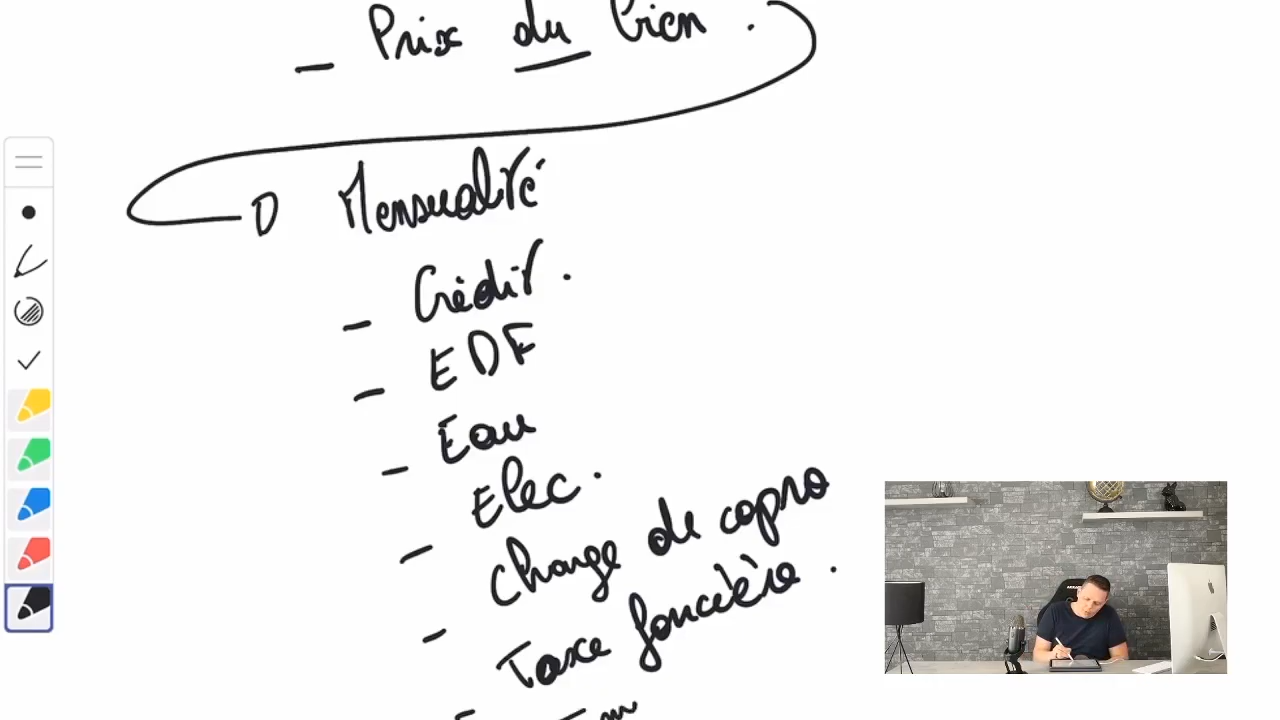 - Prix du bien.
Mensualité
- Crédit.
- EDF
- Eau
- Elec.
- Charge de copro
Taxe foncière.